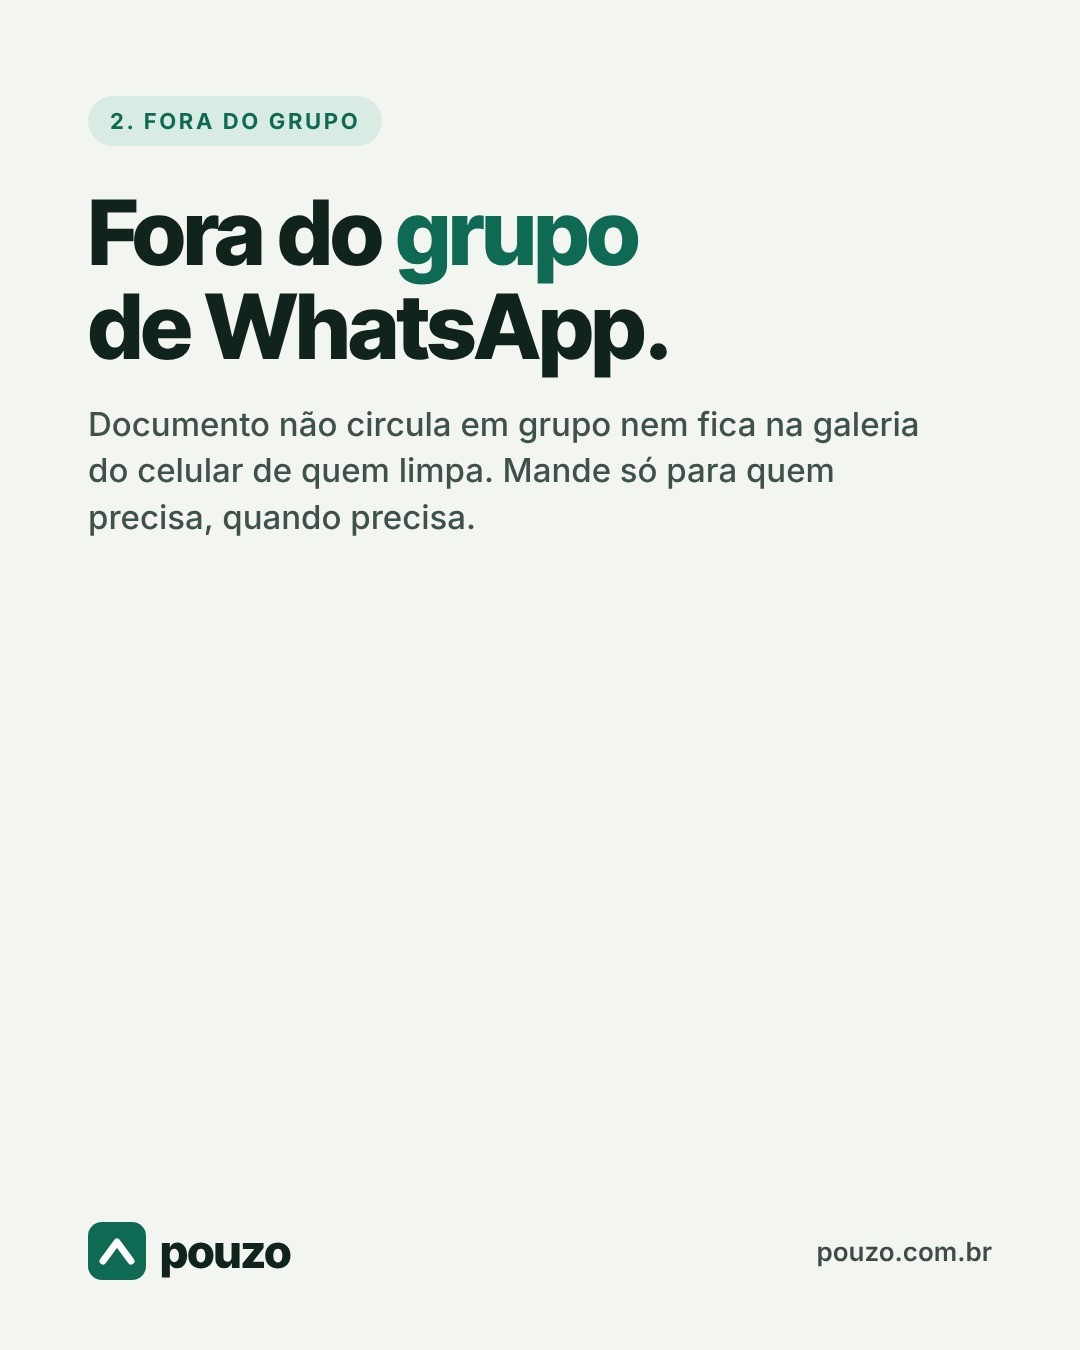 2. FORA DO GRUPO
Fora do grupo
de WhatsApp.
Documento não circula em grupo nem fica na galeria
do celular de quem limpa. Mande só para quem
precisa, quando precisa.
pouzo
pouzo.com.br